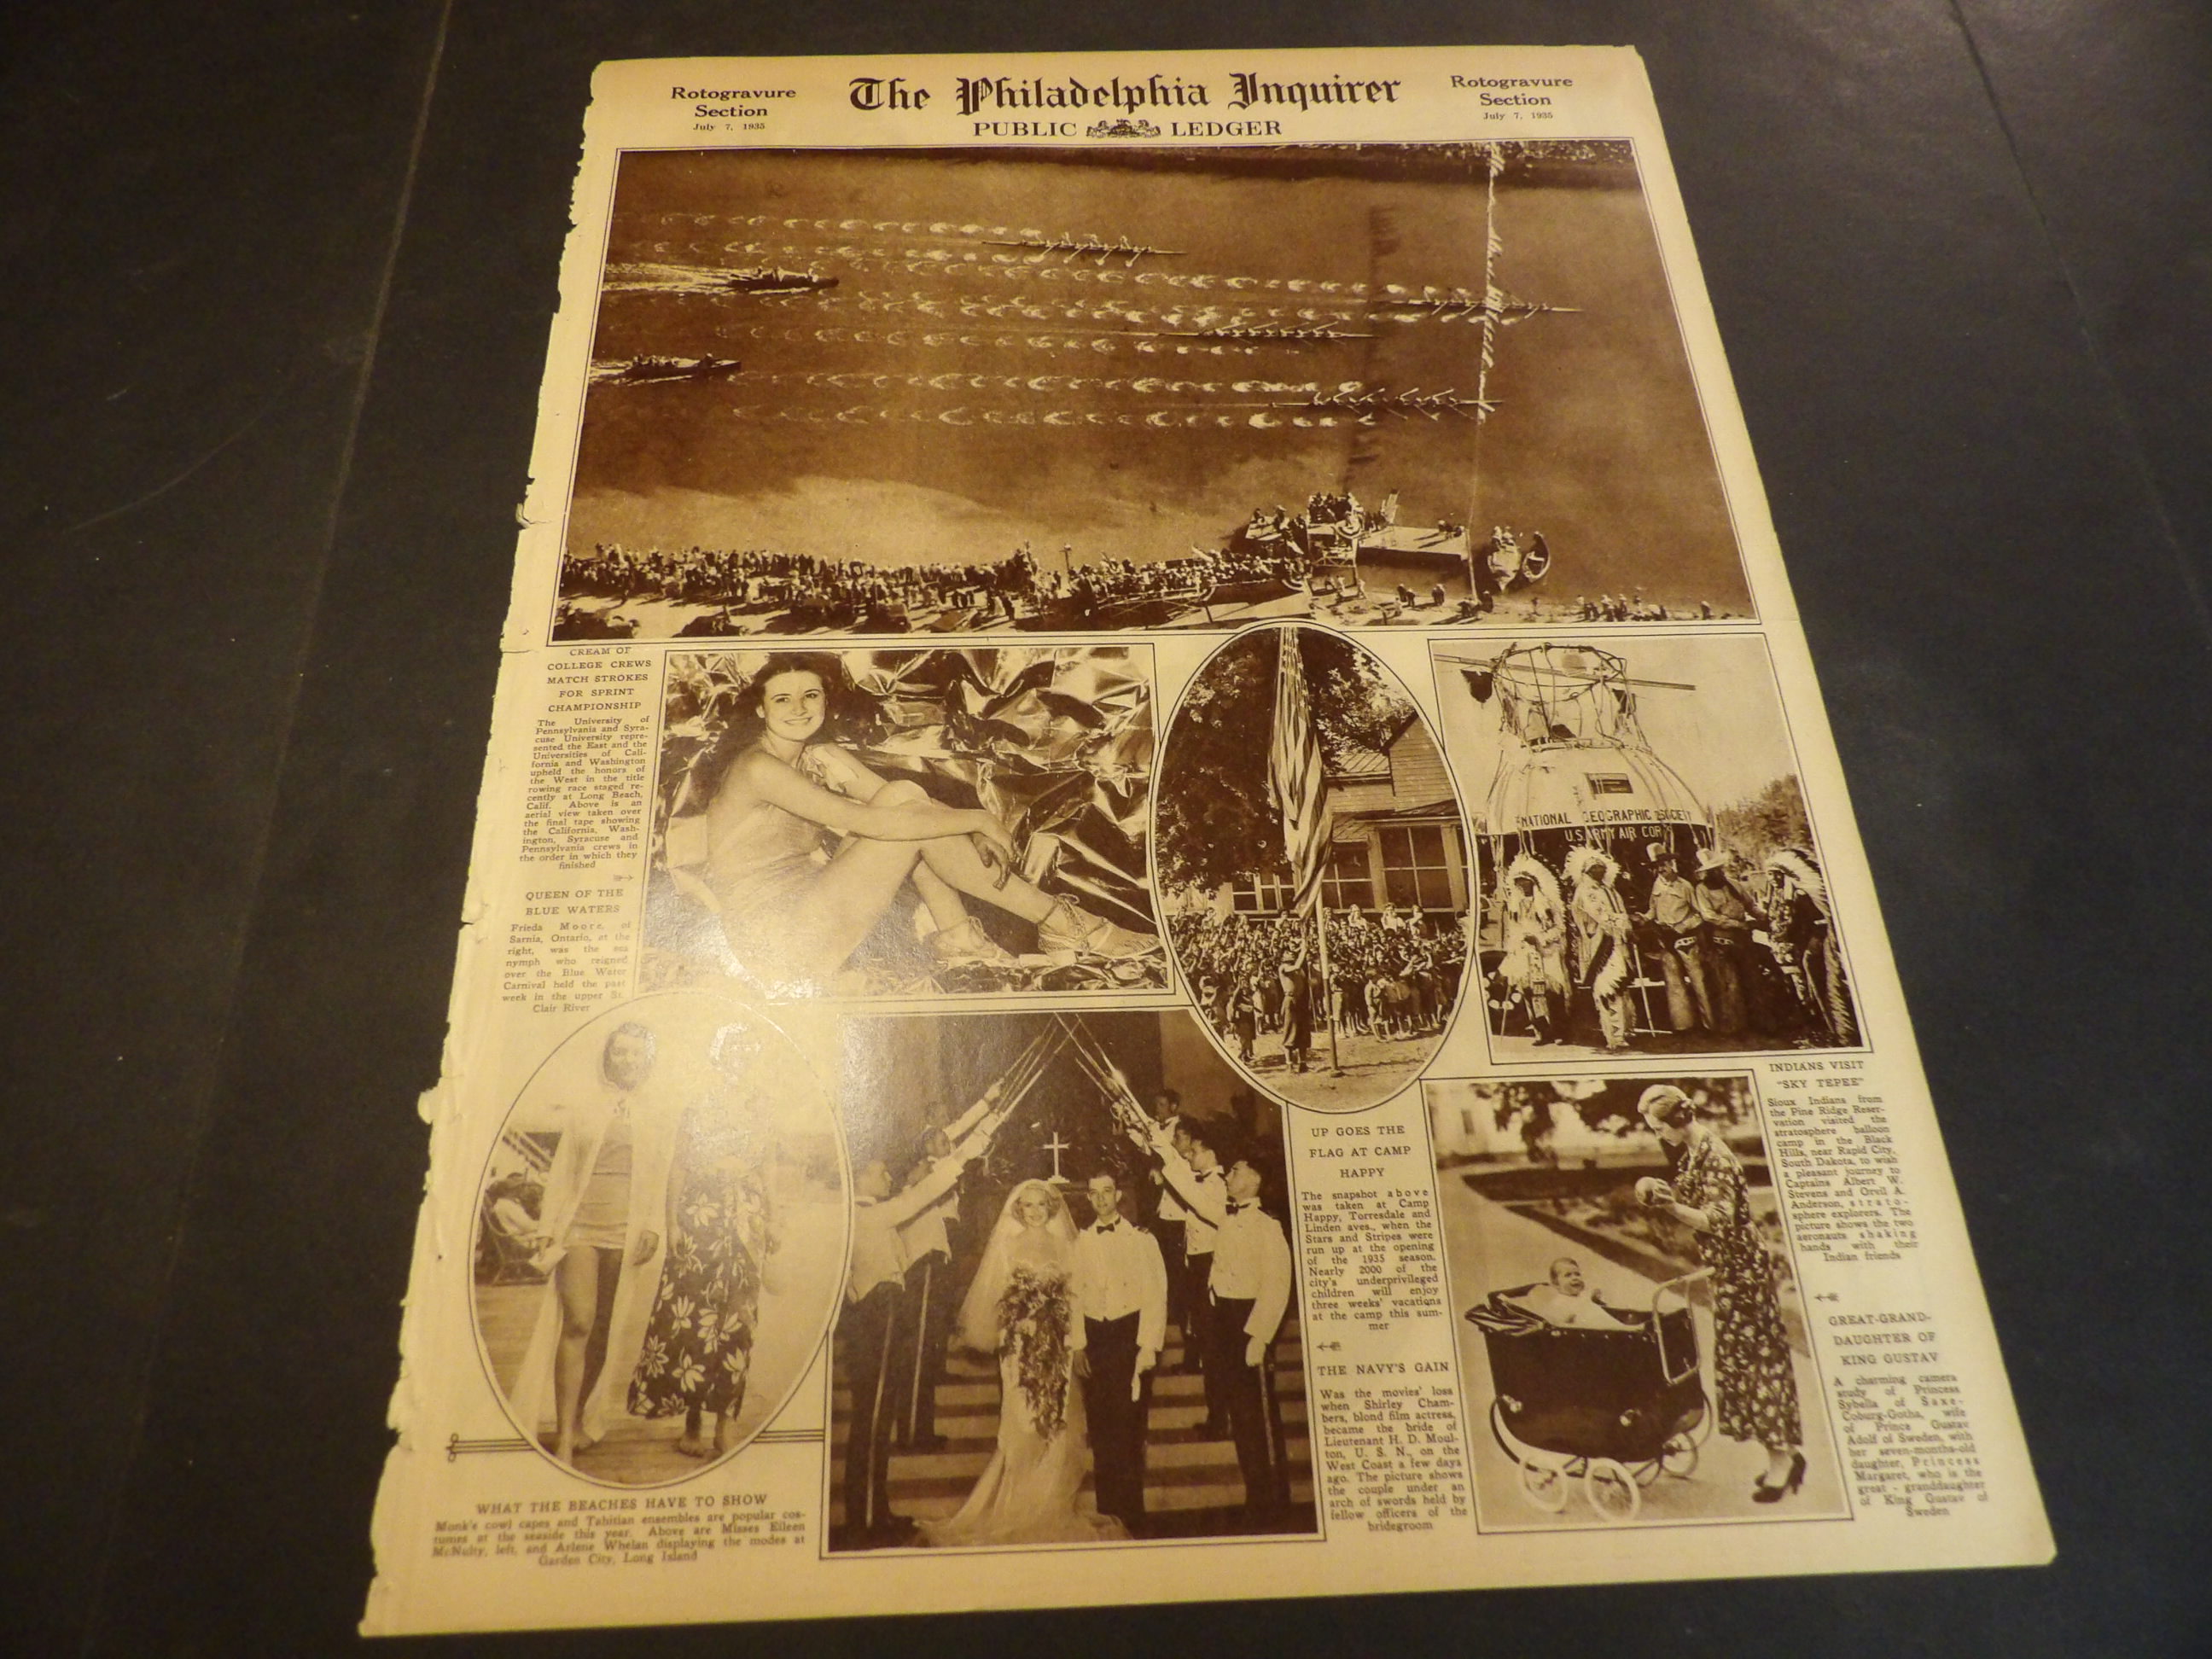 Rotogravure
Section
July 7, 1935
The Philadelphia Inquirer
PUBLIC LEDGER
Rotogravure
Section
July 7, 1935
CREAM OF
COLLEGE CREWS
MATCH STROKES
FOR SPRINT
CHAMPIONSHIP
The University of
Pennsylvania and Syra-
cuse University repre-
sented the East and the
Universities of Cali-
fornia and Washington
upheld the honors of
the West in the title
rowing race staged re-
cently at Long Beach,
Calif. Above is an
aerial view taken over
the final tape showing
the California, Wash-
ington, Syracuse and
Pennsylvania crews in
the order in which they
finished
QUEEN OF THE
BLUE WATERS
Frieda Moore, of
Sarnia, Ontario, at the
right, was the sea
nymph who reigned
over the Blue Water
Carnival held the past
week in the upper St.
Clair River
NATIONAL GEOGRAPHIC SOCIETY
U.S. ARMY AIR COR
INDIANS VISIT
"SKY TEPEE"
Sioux Indians from
the Pine Ridge Reser-
vation visited the
stratosphere balloon
camp in the Black
Hills, near Rapid City,
South Dakota, to wish
a pleasant journey to
Captains Albert W.
Stevens and Orvil A.
Anderson, strato-
sphere explorers. The
picture shows the two
aeronauts shaking
hands with their
Indian friends
UP GOES THE
FLAG AT CAMP
HAPPY
The snapshot above
was taken at Camp
Happy, Torresdale and
Linden aves., when the
Stars and Stripes were
run up at the opening
of the 1935 season.
Nearly 2000 of the
city's underprivileged
children will enjoy
three weeks' vacations
at the camp this sum-
mer
THE NAVY'S GAIN
Was the movies' loss
when Shirley Cham-
bers, blond film actress,
became the bride of
Lieutenant H. D. Moul-
ton, U. S. N., on the
West Coast a few days
ago. The picture shows
the couple under an
arch of swords held by
fellow officers of the
bridegroom
GREAT-GRAND-
DAUGHTER OF
KING GUSTAV
A charming camera
study of Princess
Sybella of Saxe-
Coburg-Gotha, wife
of Prince Gustav
Adolf of Sweden, with
her seven-months-old
daughter, Princess
Margaret, who is the
great-granddaughter
of King Gustav of
Sweden
WHAT THE BEACHES HAVE TO SHOW
Monk's cowl capes and Tahitian ensembles are popular cos-
tumes at the seaside this year. Above are Misses Eileen
McNulty, left, and Arlene Whelan displaying the modes at
Garden City, Long Island